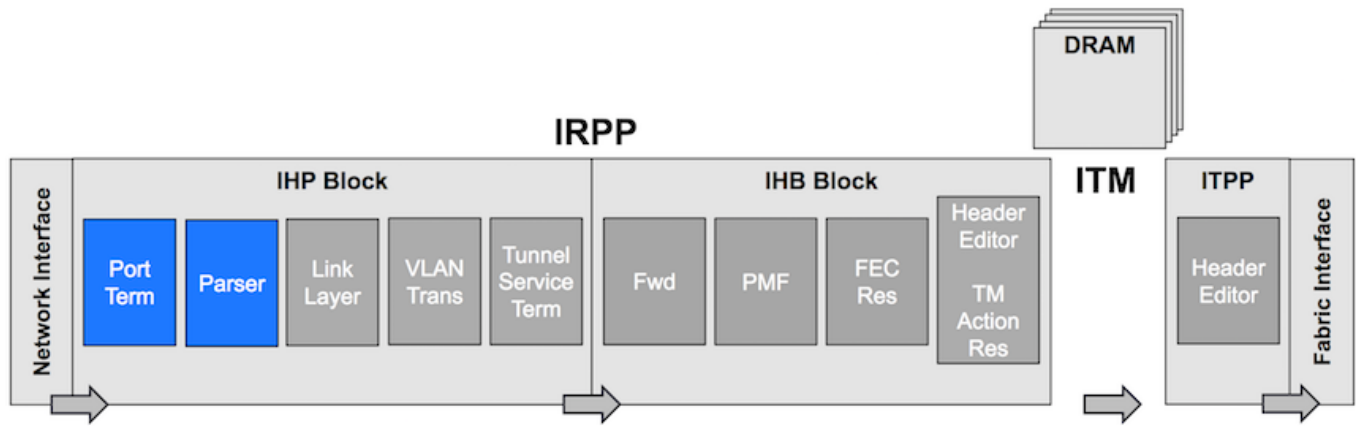 DRAM
IRPP
Network Interface
IHP Block
Port
Term
Parser
Link
Layer
VLAN
Trans
Tunnel
Service
Term
IHB Block
Fwd
PMF
FEC
Res
Header
Editor
TM
Action
Res
ITM
ITPP
Header
Editor
Fabric Interface